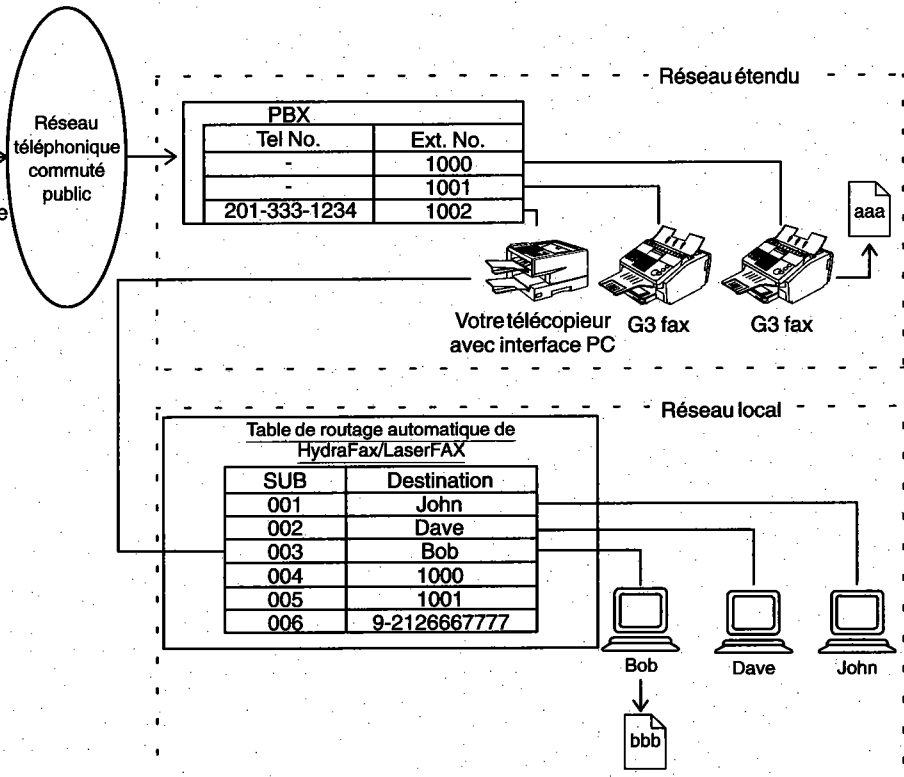 Réseau étendu
Réseau
téléphonique
commuté
public
e
PBX
Tel No. Ext. No.
- 1000
- 1001
201-333-1234 1002
aaa
Votre télécopieur
avec interface PC
G3 fax
G3 fax
Réseau local
Table de routage automatique de
HydraFax/LaserFAX
SUB Destination
001 John
002 Dave
003 Bob
004 1000
005 1001
006 9-2126667777
Bob
Dave
John
bbb